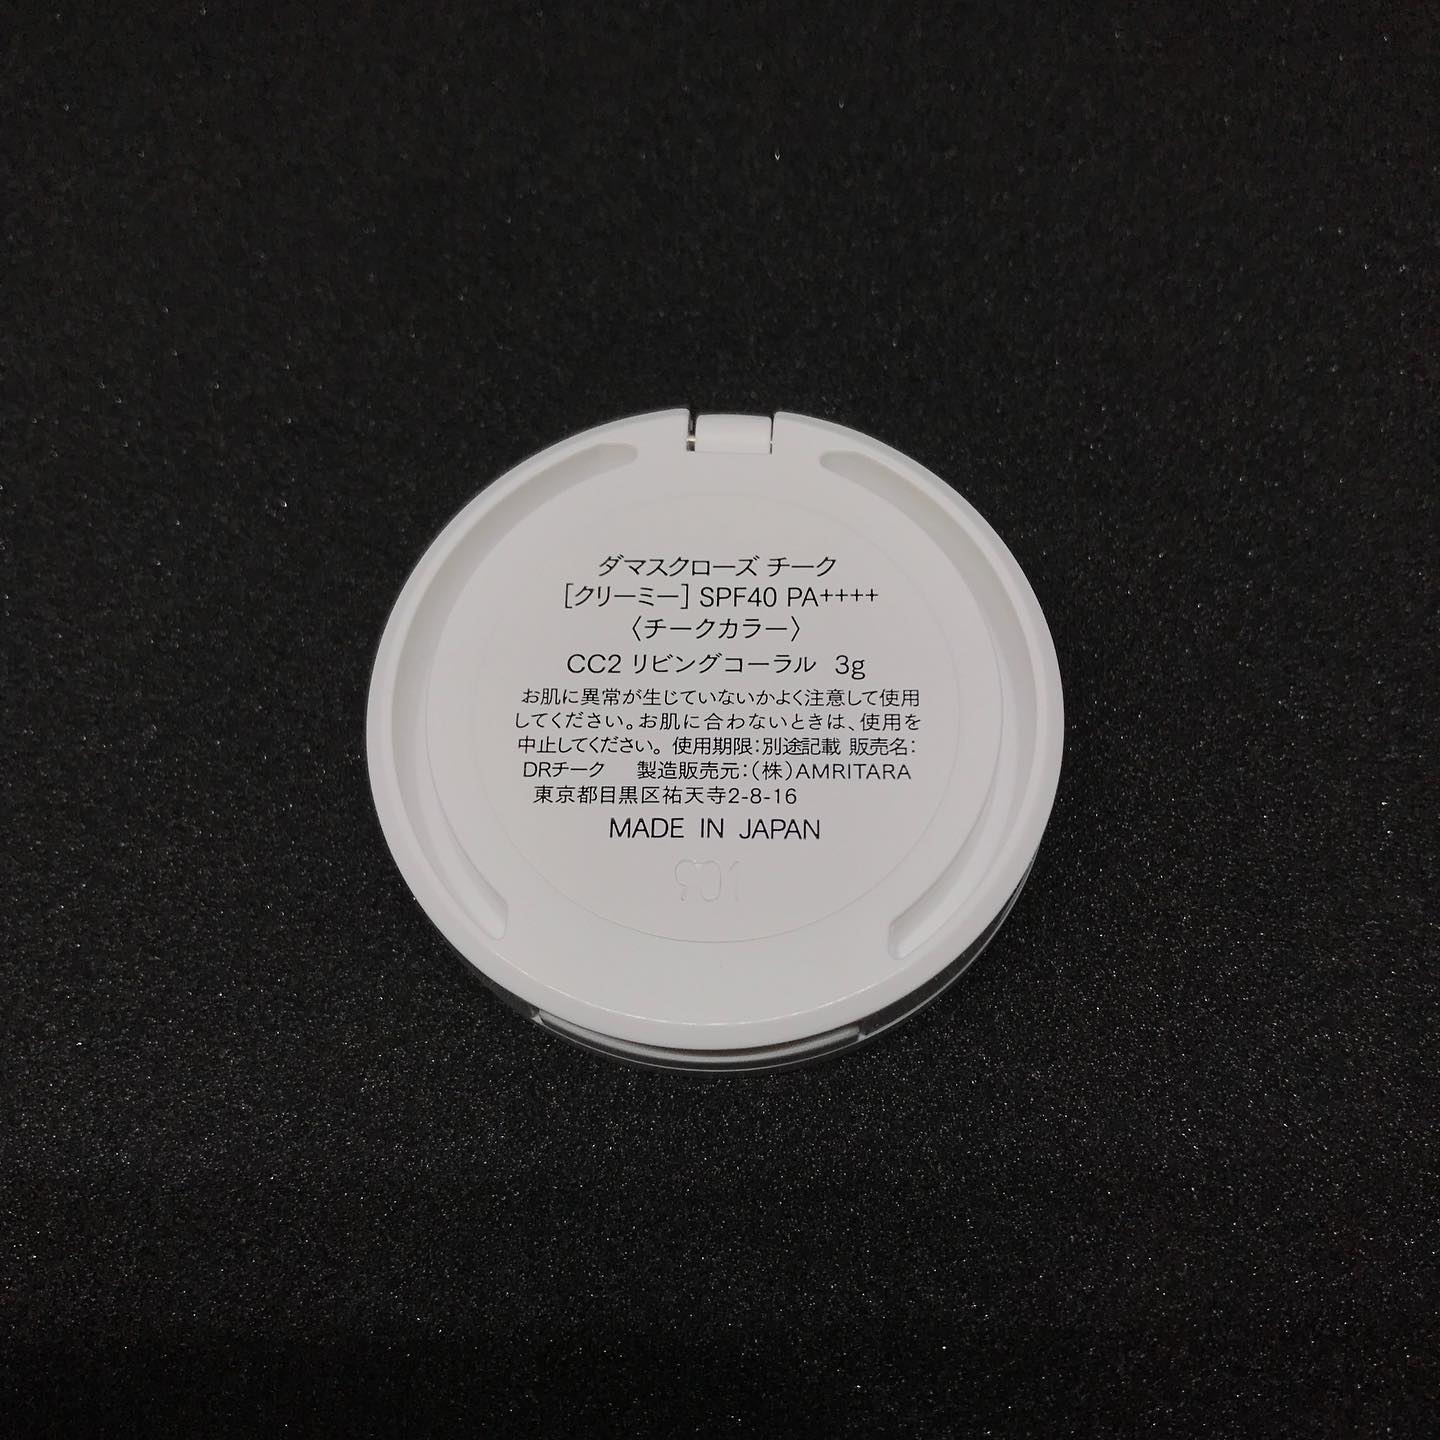 ダマスクローズ チーク
[クリーミー] SPF40 PA++++
〈チークカラー〉
CC2 リビングコーラル 3g
お肌に異常が生じていないかよく注意して使用
してください。お肌に合わないときは、使用を
中止してください。使用期限:別途記載 販売名:
DRチーク 製造販売元:(株)AMRITARA
東京都目黒区祐天寺2-8-16
MADE IN JAPAN